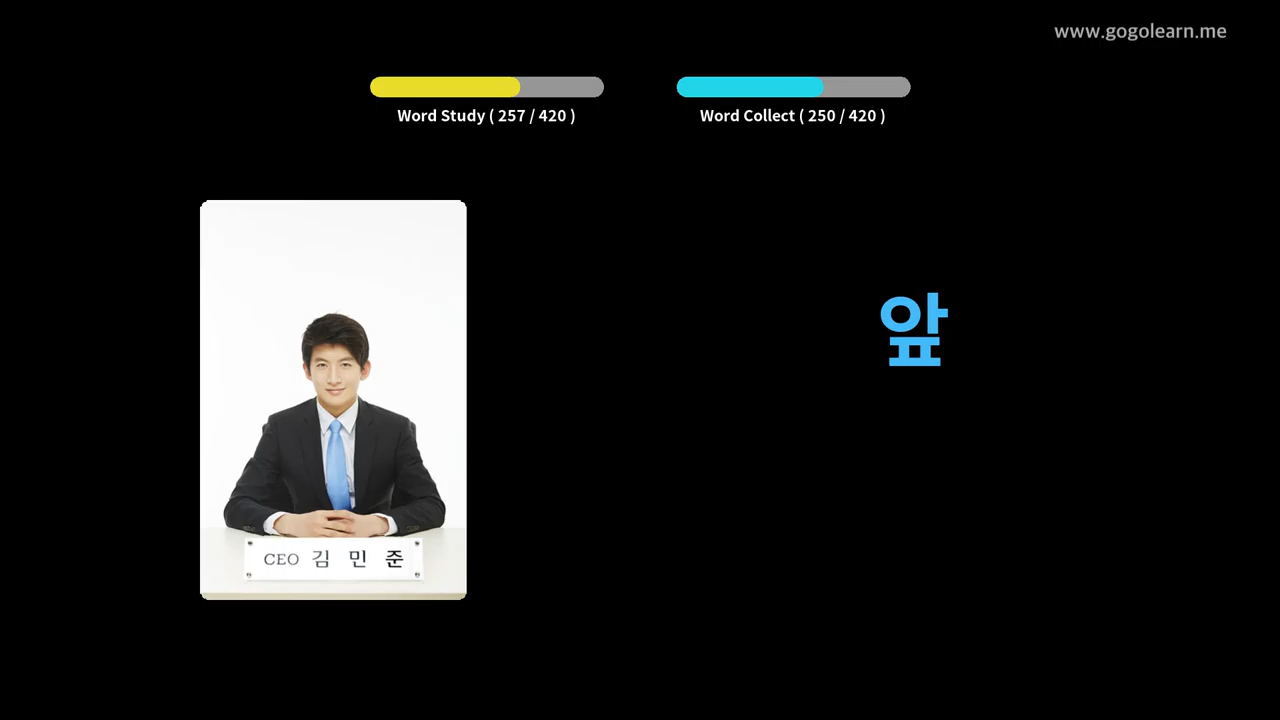 www.gogolearn.me
Word Study ( 257 / 420 )
Word Collect ( 250 / 420 )
앞
CEO 김 민 준